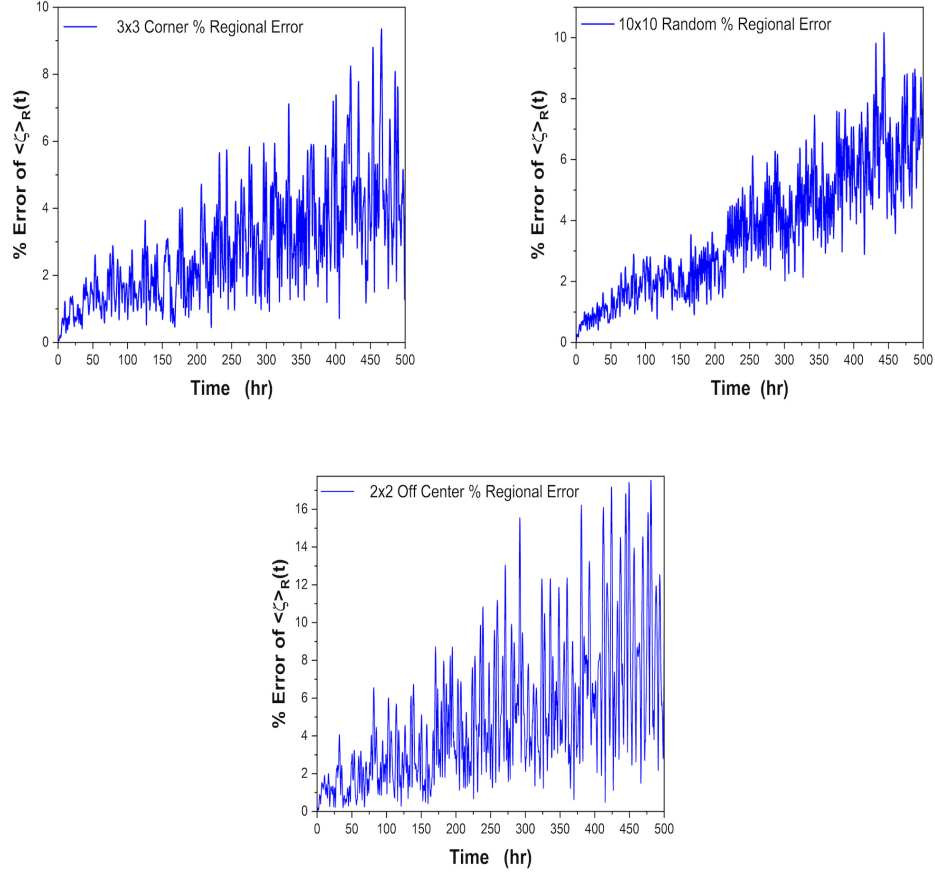 3x3 Corner % Regional Error
% Error of <ζ>R(t)
10
8
6
4
2
0
0 50 100 150 200 250 300 350 400 450 500
Time (hr)
10x10 Random % Regional Error
% Error of <ζ>R(t)
10
8
6
4
2
0
0 50 100 150 200 250 300 350 400 450 500
Time (hr)
2x2 Off Center % Regional Error
% Error of <ζ>R(t)
16
14
12
10
8
6
4
2
0
0 50 100 150 200 250 300 350 400 450 500
Time (hr)